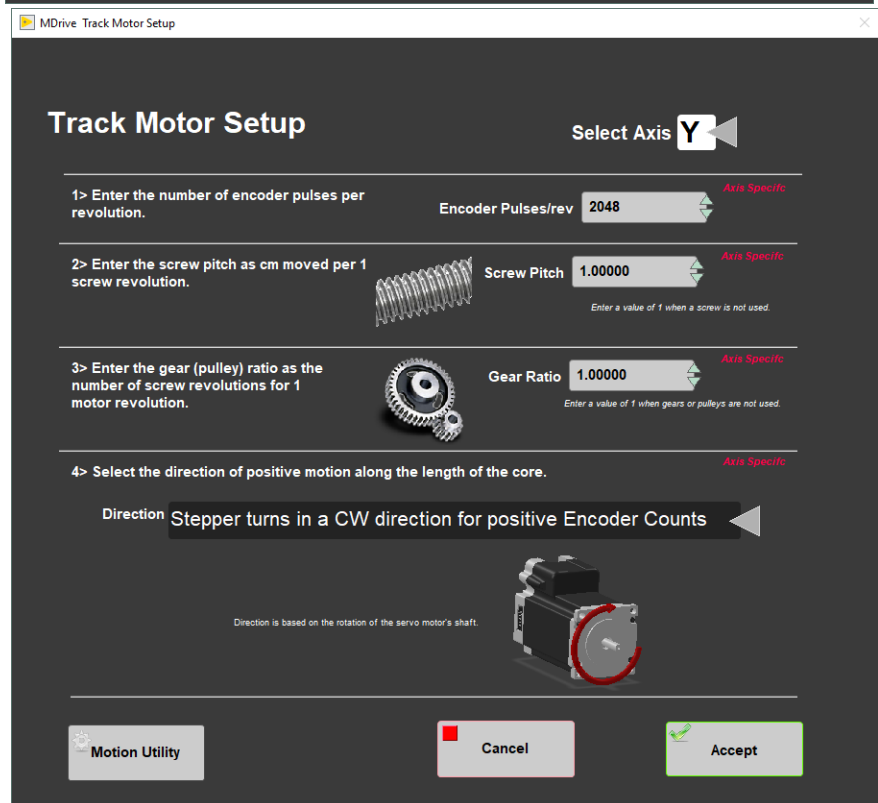 MDrive Track Motor Setup
Track Motor Setup
Select Axis Y
Axis Specifc
1> Enter the number of encoder pulses per
revolution.
Encoder Pulses/rev 2048
Axis Specifc
2> Enter the screw pitch as cm moved per 1
screw revolution.
Screw Pitch 1.00000
Enter a value of 1 when a screw is not used.
Axis Specifc
3> Enter the gear (pulley) ratio as the
number of screw revolutions for 1
motor revolution.
Gear Ratio 1.00000
Enter a value of 1 when gears or pulleys are not used.
Axis Specifc
4> Select the direction of positive motion along the length of the core.
Direction Stepper turns in a CW direction for positive Encoder Counts
Direction is based on the rotation of the servo motor's shaft.
Motion Utility
Cancel
Accept